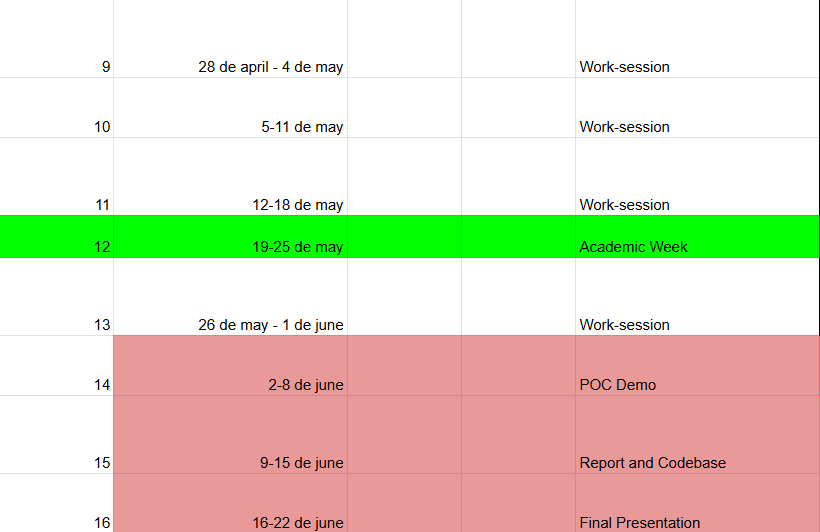 9 28 de april - 4 de may Work-session
10 5-11 de may Work-session
11 12-18 de may Work-session
12 19-25 de may Academic Week
13 26 de may - 1 de june Work-session
14 2-8 de june POC Demo
15 9-15 de june Report and Codebase
16 16-22 de june Final Presentation